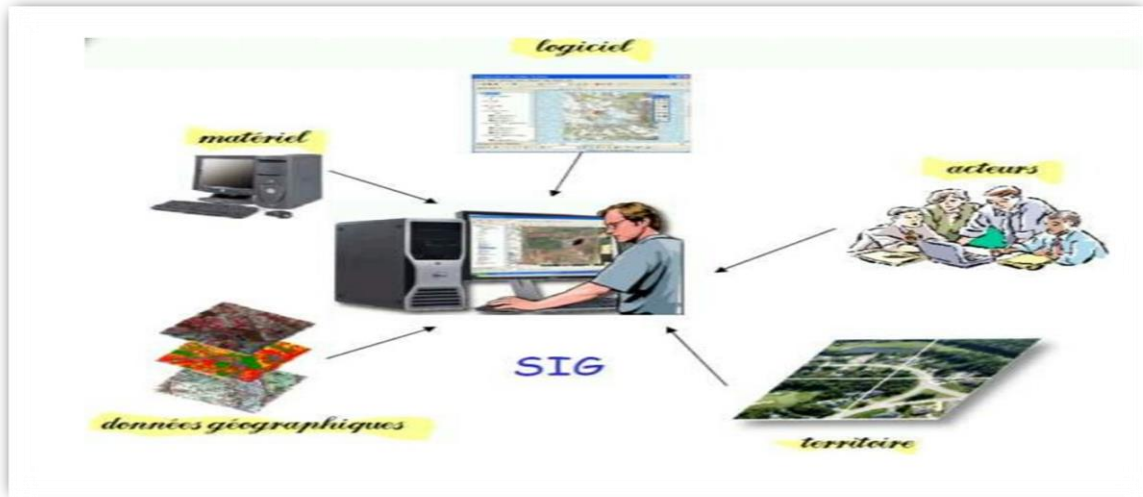 logiciel
matériel
acteurs
SIG
données géographiques
territoire